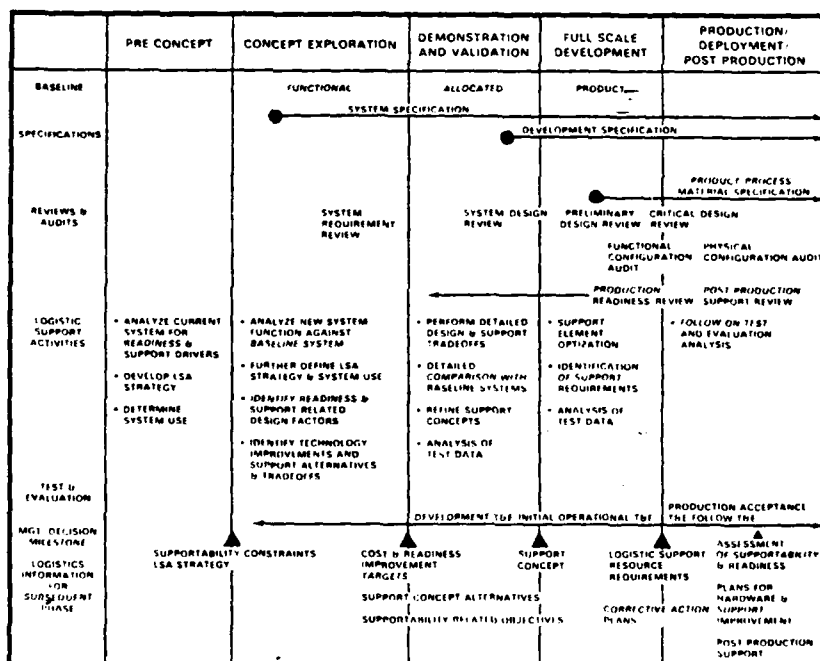 PRE CONCEPT
CONCEPT EXPLORATION
DEMONSTRATION
AND VALIDATION
FULL SCALE
DEVELOPMENT
PRODUCTION/
DEPLOYMENT/
POST PRODUCTION
BASELINE
FUNCTIONAL
ALLOCATED
PRODUCT
SYSTEM SPECIFICATION
SPECIFICATIONS
DEVELOPMENT SPECIFICATION
PRODUCT PROCESS
MATERIAL SPECIFICATION
REVIEWS &
AUDITS
SYSTEM
REQUIREMENT
REVIEW
SYSTEM DESIGN
REVIEW
PRELIMINARY
DESIGN REVIEW
CRITICAL DESIGN
REVIEW
FUNCTIONAL
CONFIGURATION
AUDIT
PHYSICAL
CONFIGURATION AUDIT
PRODUCTION
READINESS REVIEW
POST PRODUCTION
SUPPORT REVIEW
LOGISTIC
SUPPORT
ACTIVITIES
• ANALYZE CURRENT
SYSTEM FOR
READINESS &
SUPPORT DRIVERS
• DEVELOP LSA
STRATEGY
• DETERMINE
SYSTEM USE
• ANALYZE NEW SYSTEM
FUNCTION AGAINST
BASELINE SYSTEM
• FURTHER DEFINE LSA
STRATEGY & SYSTEM USE
• IDENTIFY READINESS &
SUPPORT RELATED
DESIGN FACTORS
• IDENTIFY TECHNOLOGY
IMPROVEMENTS AND
SUPPORT ALTERNATIVES
& TRADEOFFS
• PERFORM DETAILED
DESIGN & SUPPORT
TRADEOFFS
• DETAILED
COMPARISON WITH
BASELINE SYSTEMS
• REFINE SUPPORT
CONCEPTS
• ANALYSIS OF
TEST DATA
• SUPPORT
ELEMENT
OPTIZATION
• IDENTIFICATION
OF SUPPORT
REQUIREMENTS
• ANALYSIS OF
TEST DATA
• FOLLOW ON TEST
AND EVALUATION
ANALYSIS
TEST &
EVALUATION
DEVELOPMENT T&E INITIAL OPERATIONAL T&E
PRODUCTION ACCEPTANCE
T&E FOLLOW T&E
MGT. DECISION
MILESTONE
LOGISTICS
INFORMATION
FOR
SUBSEQUENT
PHASE
SUPPORTABILITY CONSTRAINTS
LSA STRATEGY
COST & READINESS
IMPROVEMENT
TARGETS
SUPPORT CONCEPT ALTERNATIVES
SUPPORTABILITY RELATED OBJECTIVES
SUPPORT
CONCEPT
LOGISTIC SUPPORT
RESOURCE
REQUIREMENTS
CORRECTIVE ACTION
PLANS
ASSESSMENT
OF SUPPORTABILITY
& READINESS
PLANS FOR
HARDWARE &
SUPPORT
IMPROVEMENT
POST PRODUCTION
SUPPORT